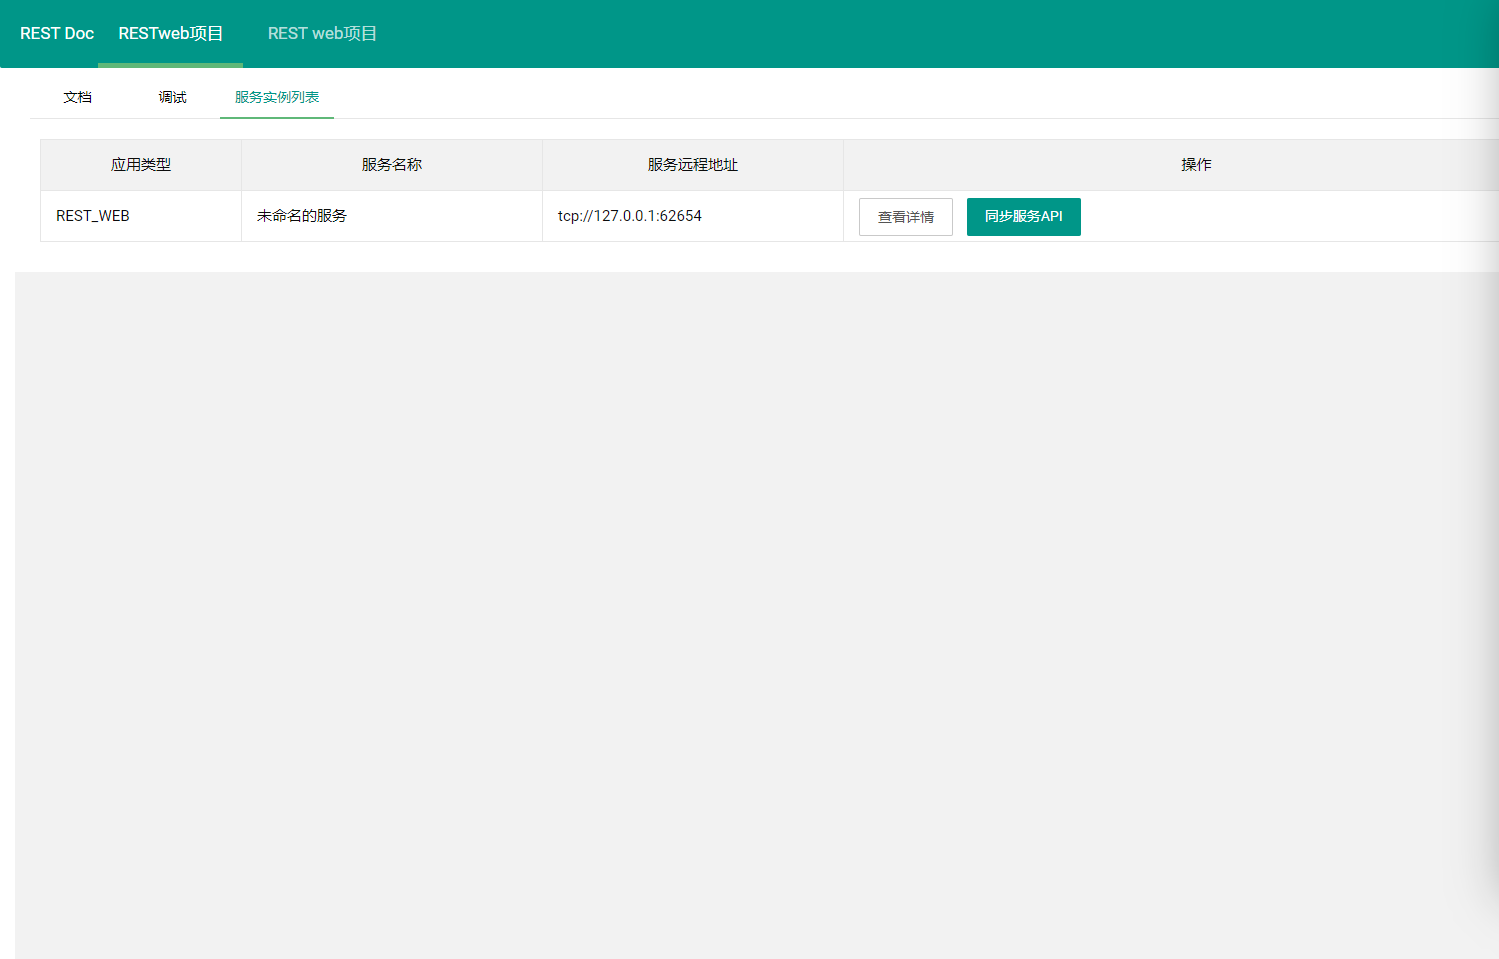 REST Doc RESTweb项目 REST web项目
文档 调试 服务实例列表
应用类型 服务名称 服务远程地址 操作
REST_WEB 未命名的服务 tcp://127.0.0.1:62654 查看详情 同步服务API